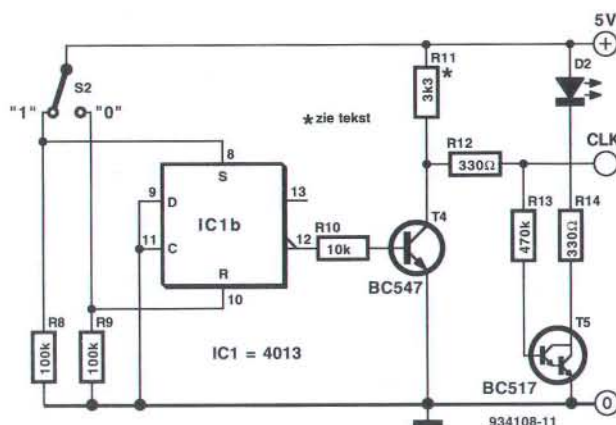 5V
+
S2
R11
3k3
*
D2
"1"
"0"
* zie tekst
CLK
R12
330Ω
8
S
9
D
13
IC1b
11
C
12
R
10
R10
10k
T4
BC547
R13
470k
R14
330Ω
R8
100k
R9
100k
IC1 = 4013
T5
BC517
0
934108-11